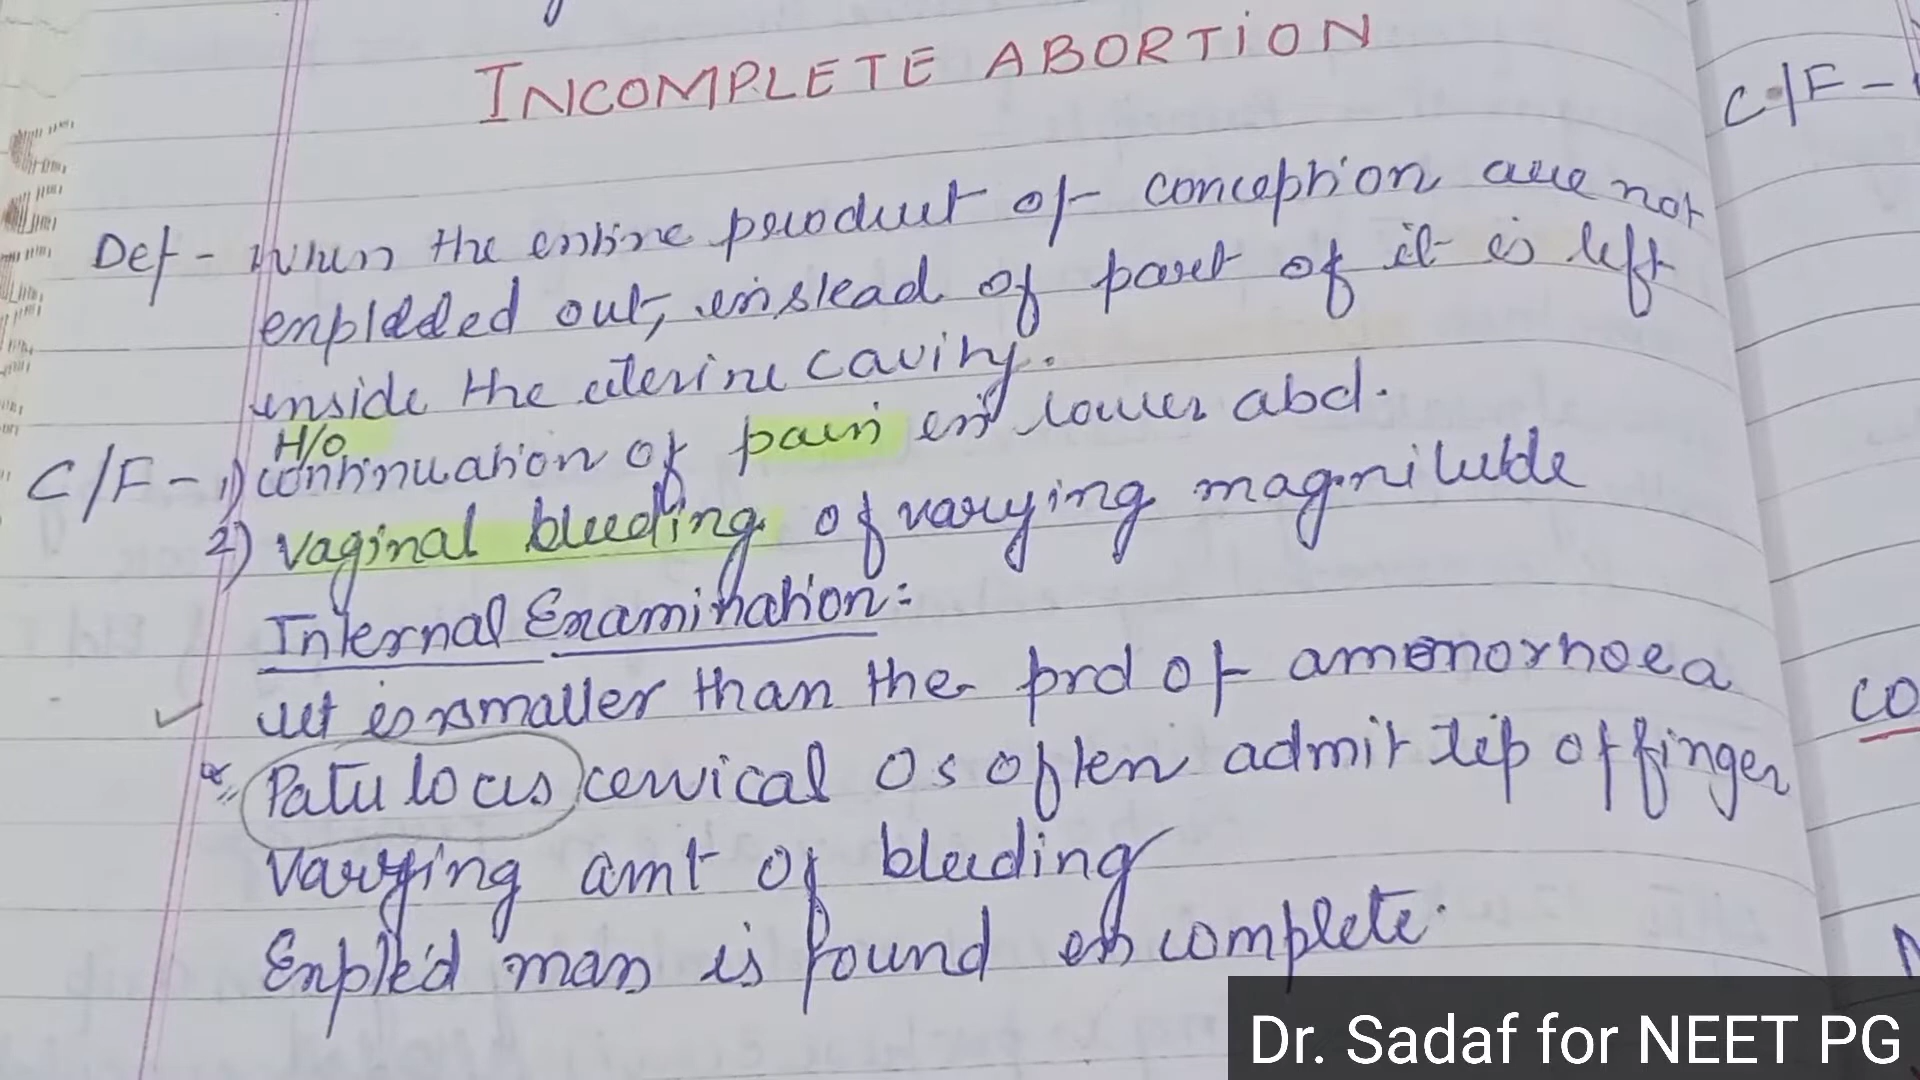 INCOMPLETE ABORTION
C/F -
Def - When the entire product of conception are not
expleled out, instead of part of it is left
inside the uterine cavity.
H/O
C/F - 1) continuation of pain in lower abd.
2) vaginal bleeding of varying magnitude
Internal Examination:
ut is smaller than the prd of amenorhoea
Patulous cervical Os often admit tip of finger
varying amt of bleeding
Expled mass is found incomplete.
CO
Dr. Sadaf for NEET PG